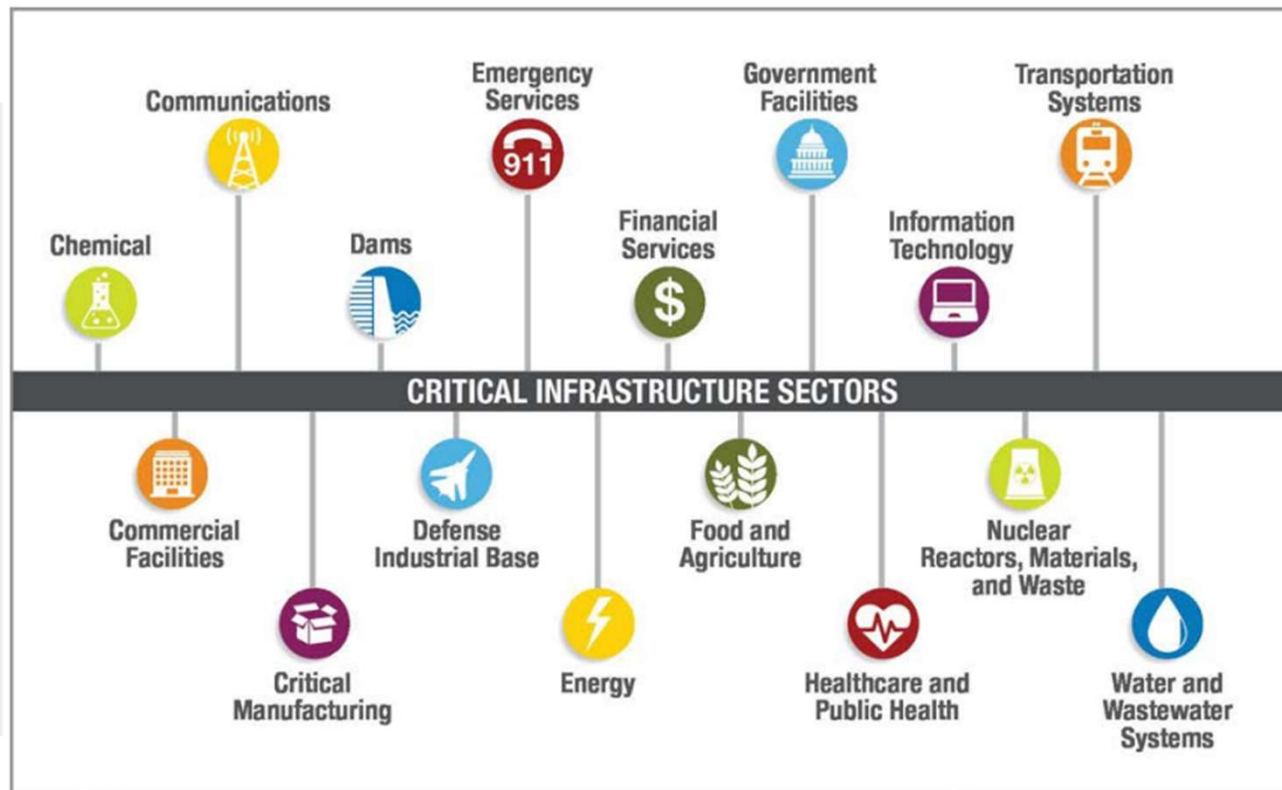 Communications
Emergency
Services
911
Government
Facilities
Transportation
Systems
Chemical
Dams
Financial
Services
$
Information
Technology
CRITICAL INFRASTRUCTURE SECTORS
Commercial
Facilities
Defense
Industrial Base
Food and
Agriculture
Nuclear
Reactors, Materials,
and Waste
Critical
Manufacturing
Energy
Healthcare and
Public Health
Water and
Wastewater
Systems